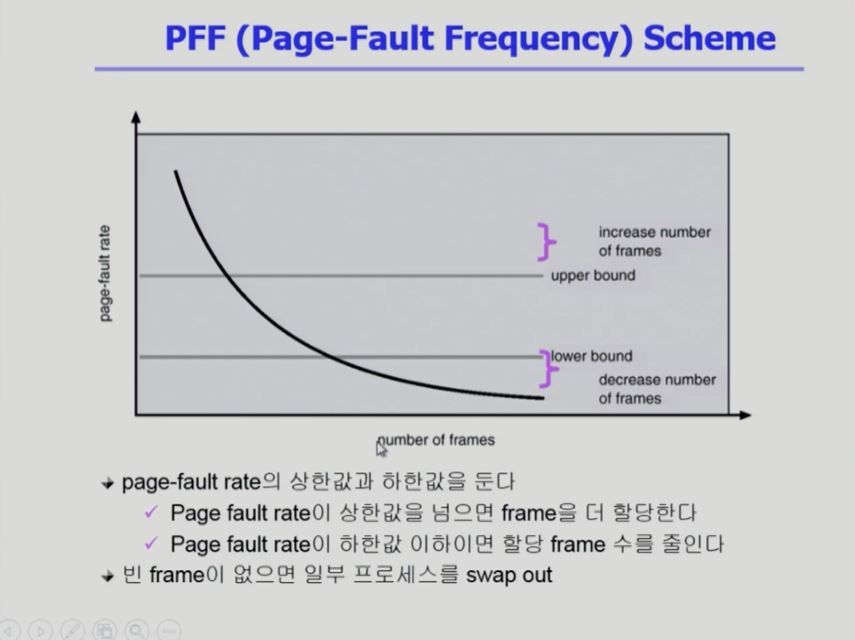 PFF (Page-Fault Frequency) Scheme
page-fault rate
increase number
of frames
upper bound
lower bound
decrease number
of frames
number of frames
page-fault rate의 상한값과 하한값을 둔다
Page fault rate이 상한값을 넘으면 frame을 더 할당한다
Page fault rate이 하한값 이하이면 할당 frame 수를 줄인다
빈 frame이 없으면 일부 프로세스를 swap out